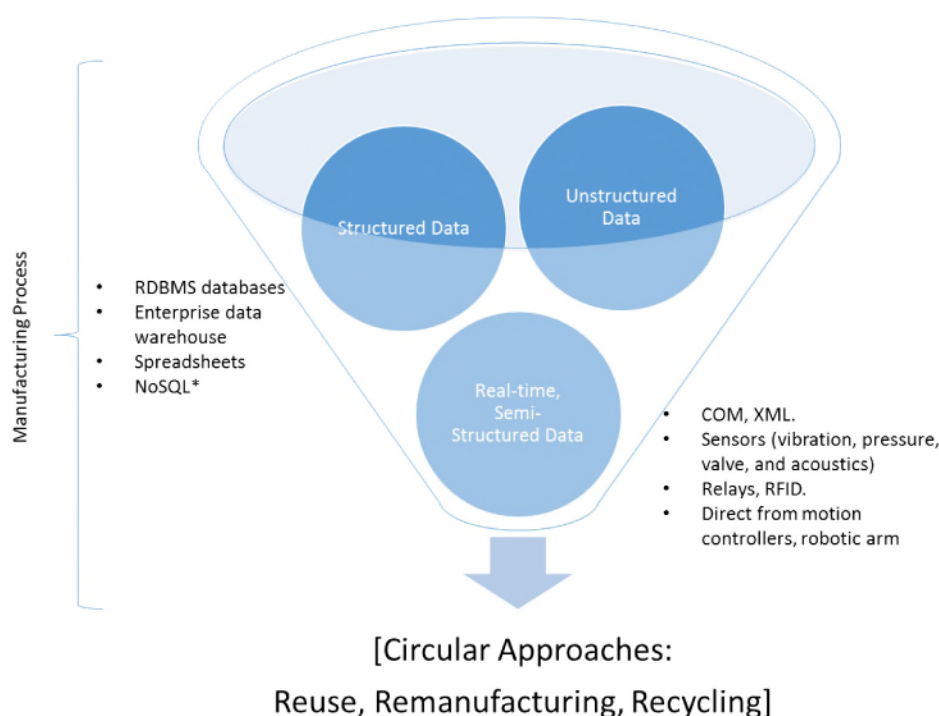 Structured Data
Unstructured
Data
Manufacturing Process
• RDBMS databases
• Enterprise data
warehouse
• Spreadsheets
• NoSQL*
Real-time,
Semi-
Structured Data
• COM, XML.
• Sensors (vibration, pressure,
valve, and acoustics)
• Relays, RFID.
• Direct from motion
controllers, robotic arm
[Circular Approaches:
Reuse, Remanufacturing, Recycling]